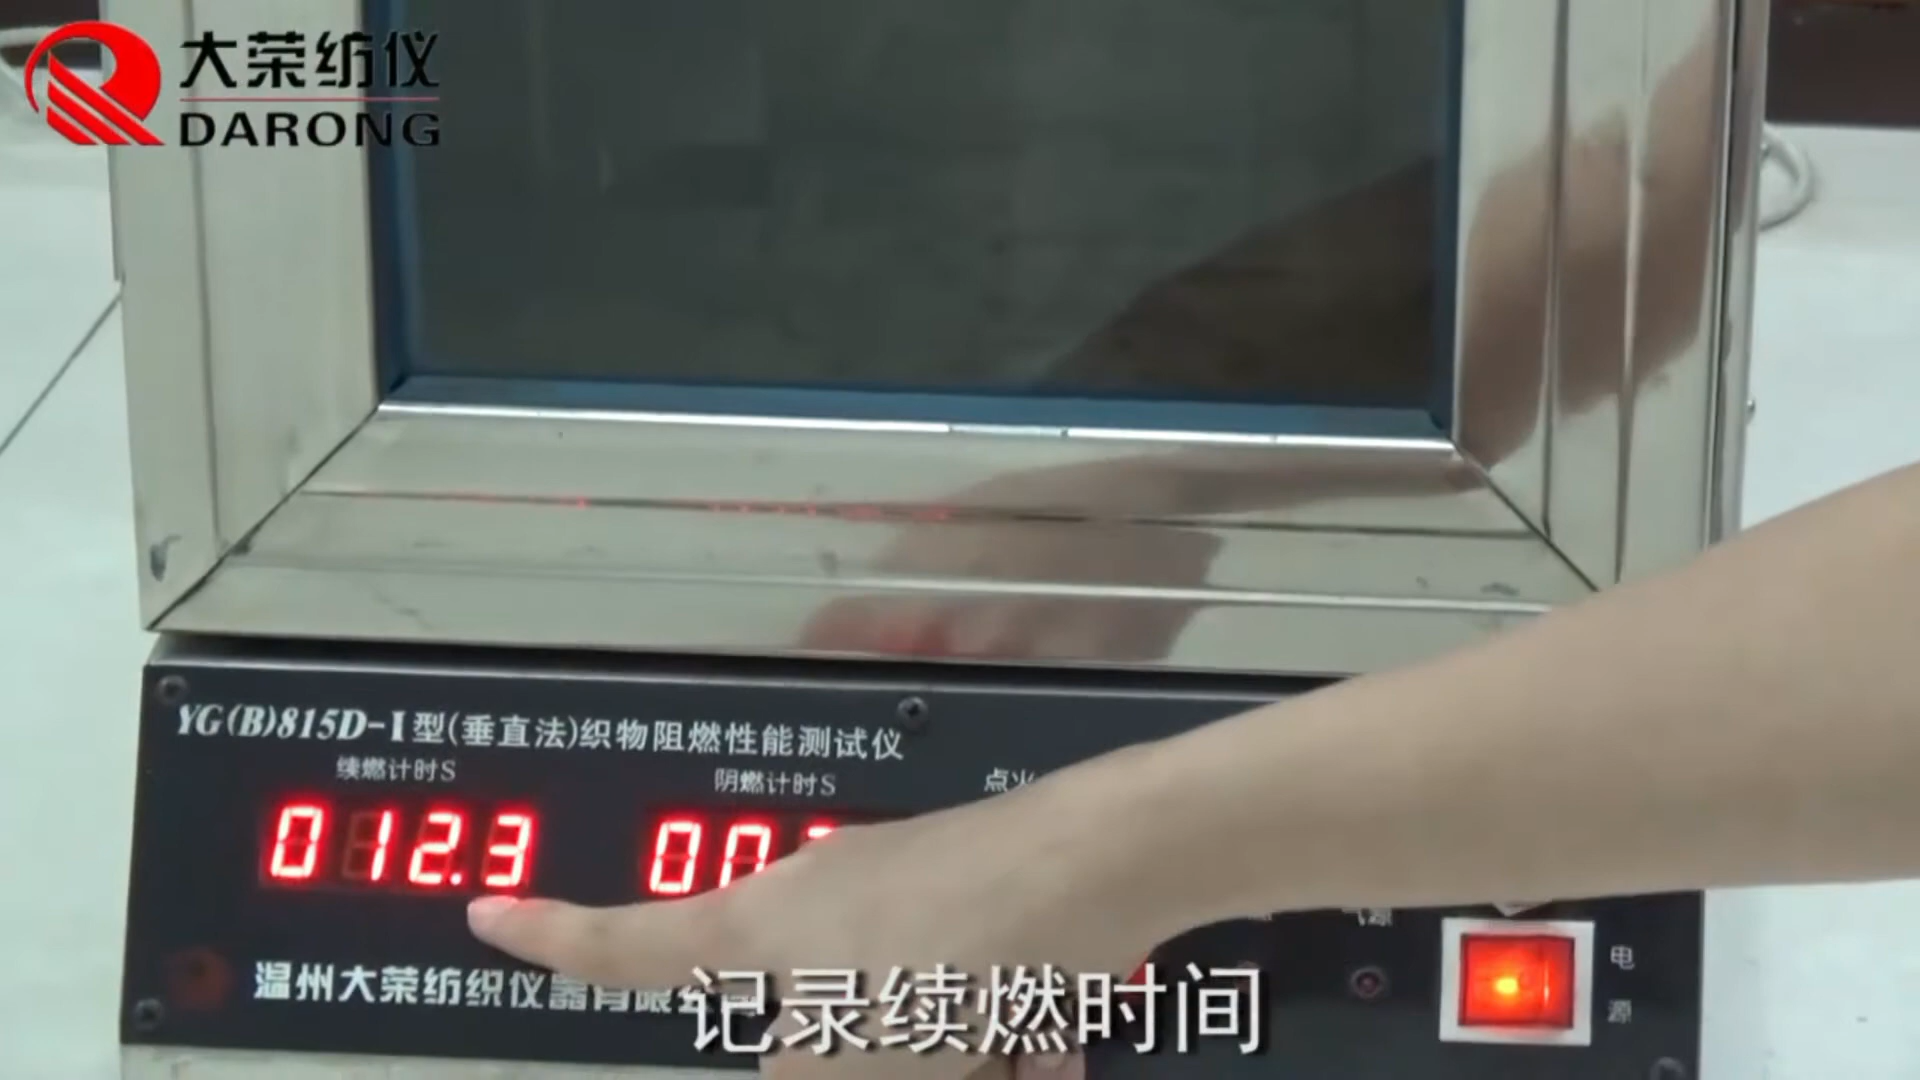 大荣纺仪
DARONG
YG(B)815D-I型(垂直法)织物阻燃性能测试仪
续燃计时S
阴燃计时S
点火
012.3
00
气源
电源
温州大荣纺织仪器有限
记录续燃时间